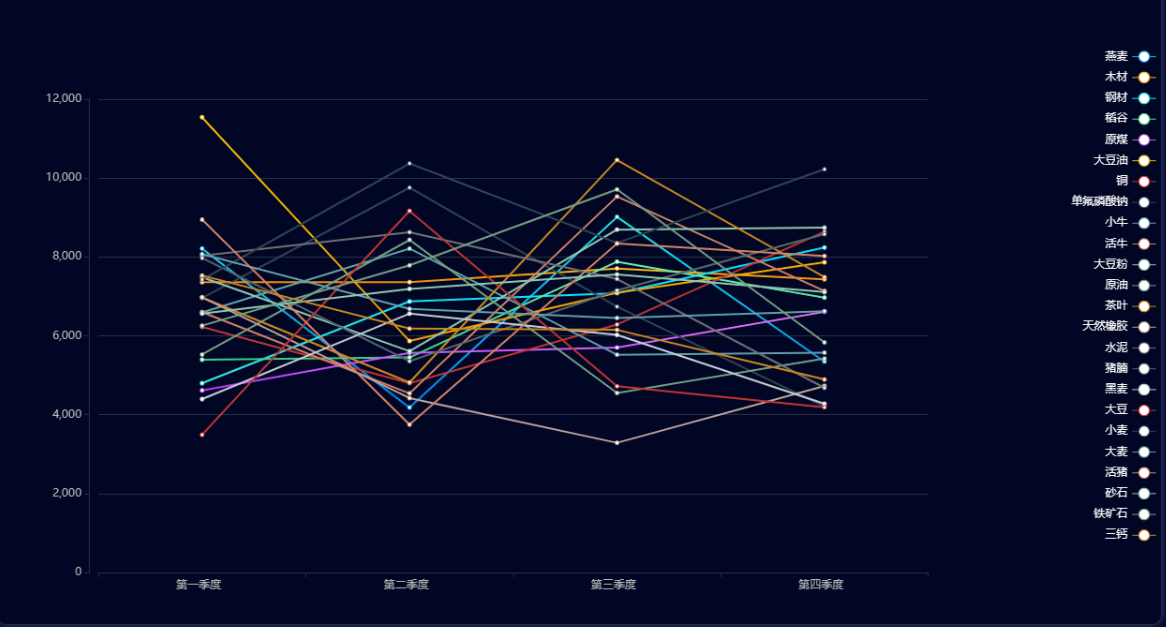 12,000
10,000
8,000
6,000
4,000
2,000
0
第一季度
第二季度
第三季度
第四季度
燕麦
木材
钢材
稻谷
原煤
大豆油
铜
单氟磷酸钠
小牛
活牛
大豆粉
原油
茶叶
天然橡胶
水泥
猪腩
黑麦
大豆
小麦
大麦
活猪
砂石
铁矿石
三钙